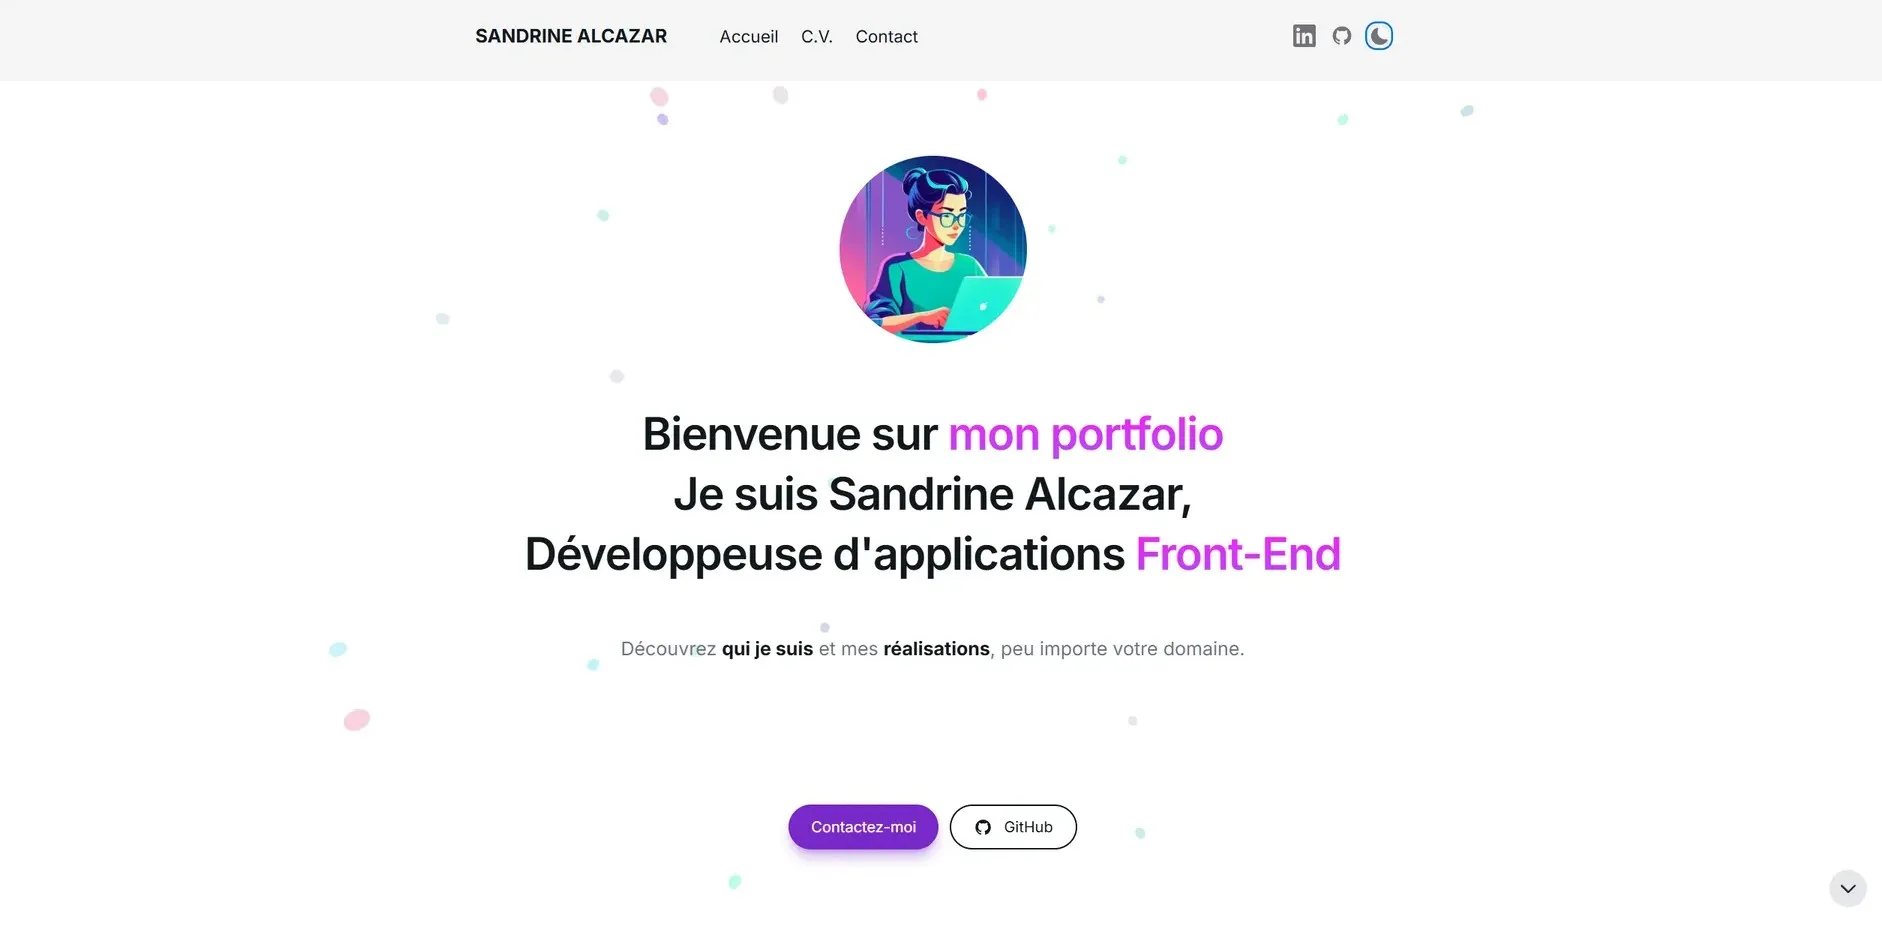 SANDRINE ALCAZAR
Accueil
C.V.
Contact
in
Bienvenue sur mon portfolio
Je suis Sandrine Alcazar,
Développeuse d'applications Front-End
Découvrez qui je suis et mes réalisations, peu importe votre domaine.
Contactez-moi
GitHub